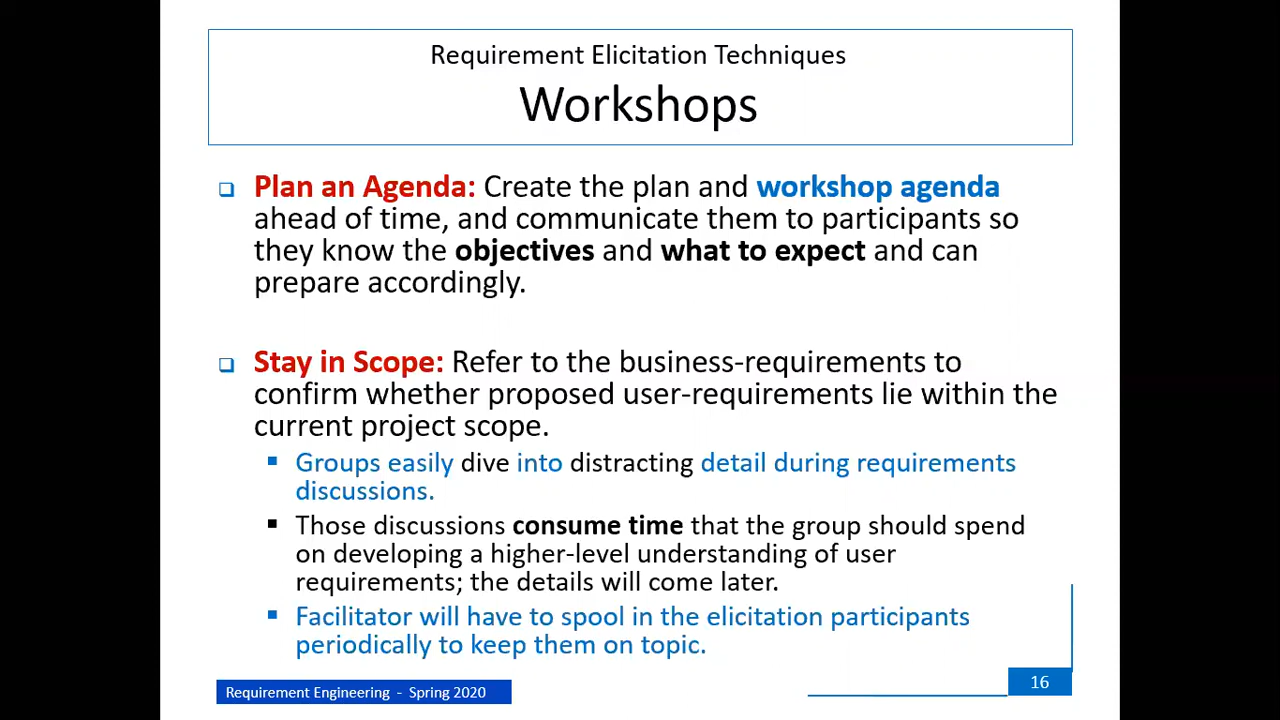 Requirement Elicitation Techniques
Workshops
Plan an Agenda: Create the plan and workshop agenda
ahead of time, and communicate them to participants so
they know the objectives and what to expect and can
prepare accordingly.
Stay in Scope: Refer to the business-requirements to
confirm whether proposed user-requirements lie within the
current project scope.
Groups easily dive into distracting detail during requirements
discussions.
Those discussions consume time that the group should spend
on developing a higher-level understanding of user
requirements; the details will come later.
Facilitator will have to spool in the elicitation participants
periodically to keep them on topic.
Requirement Engineering - Spring 2020
16